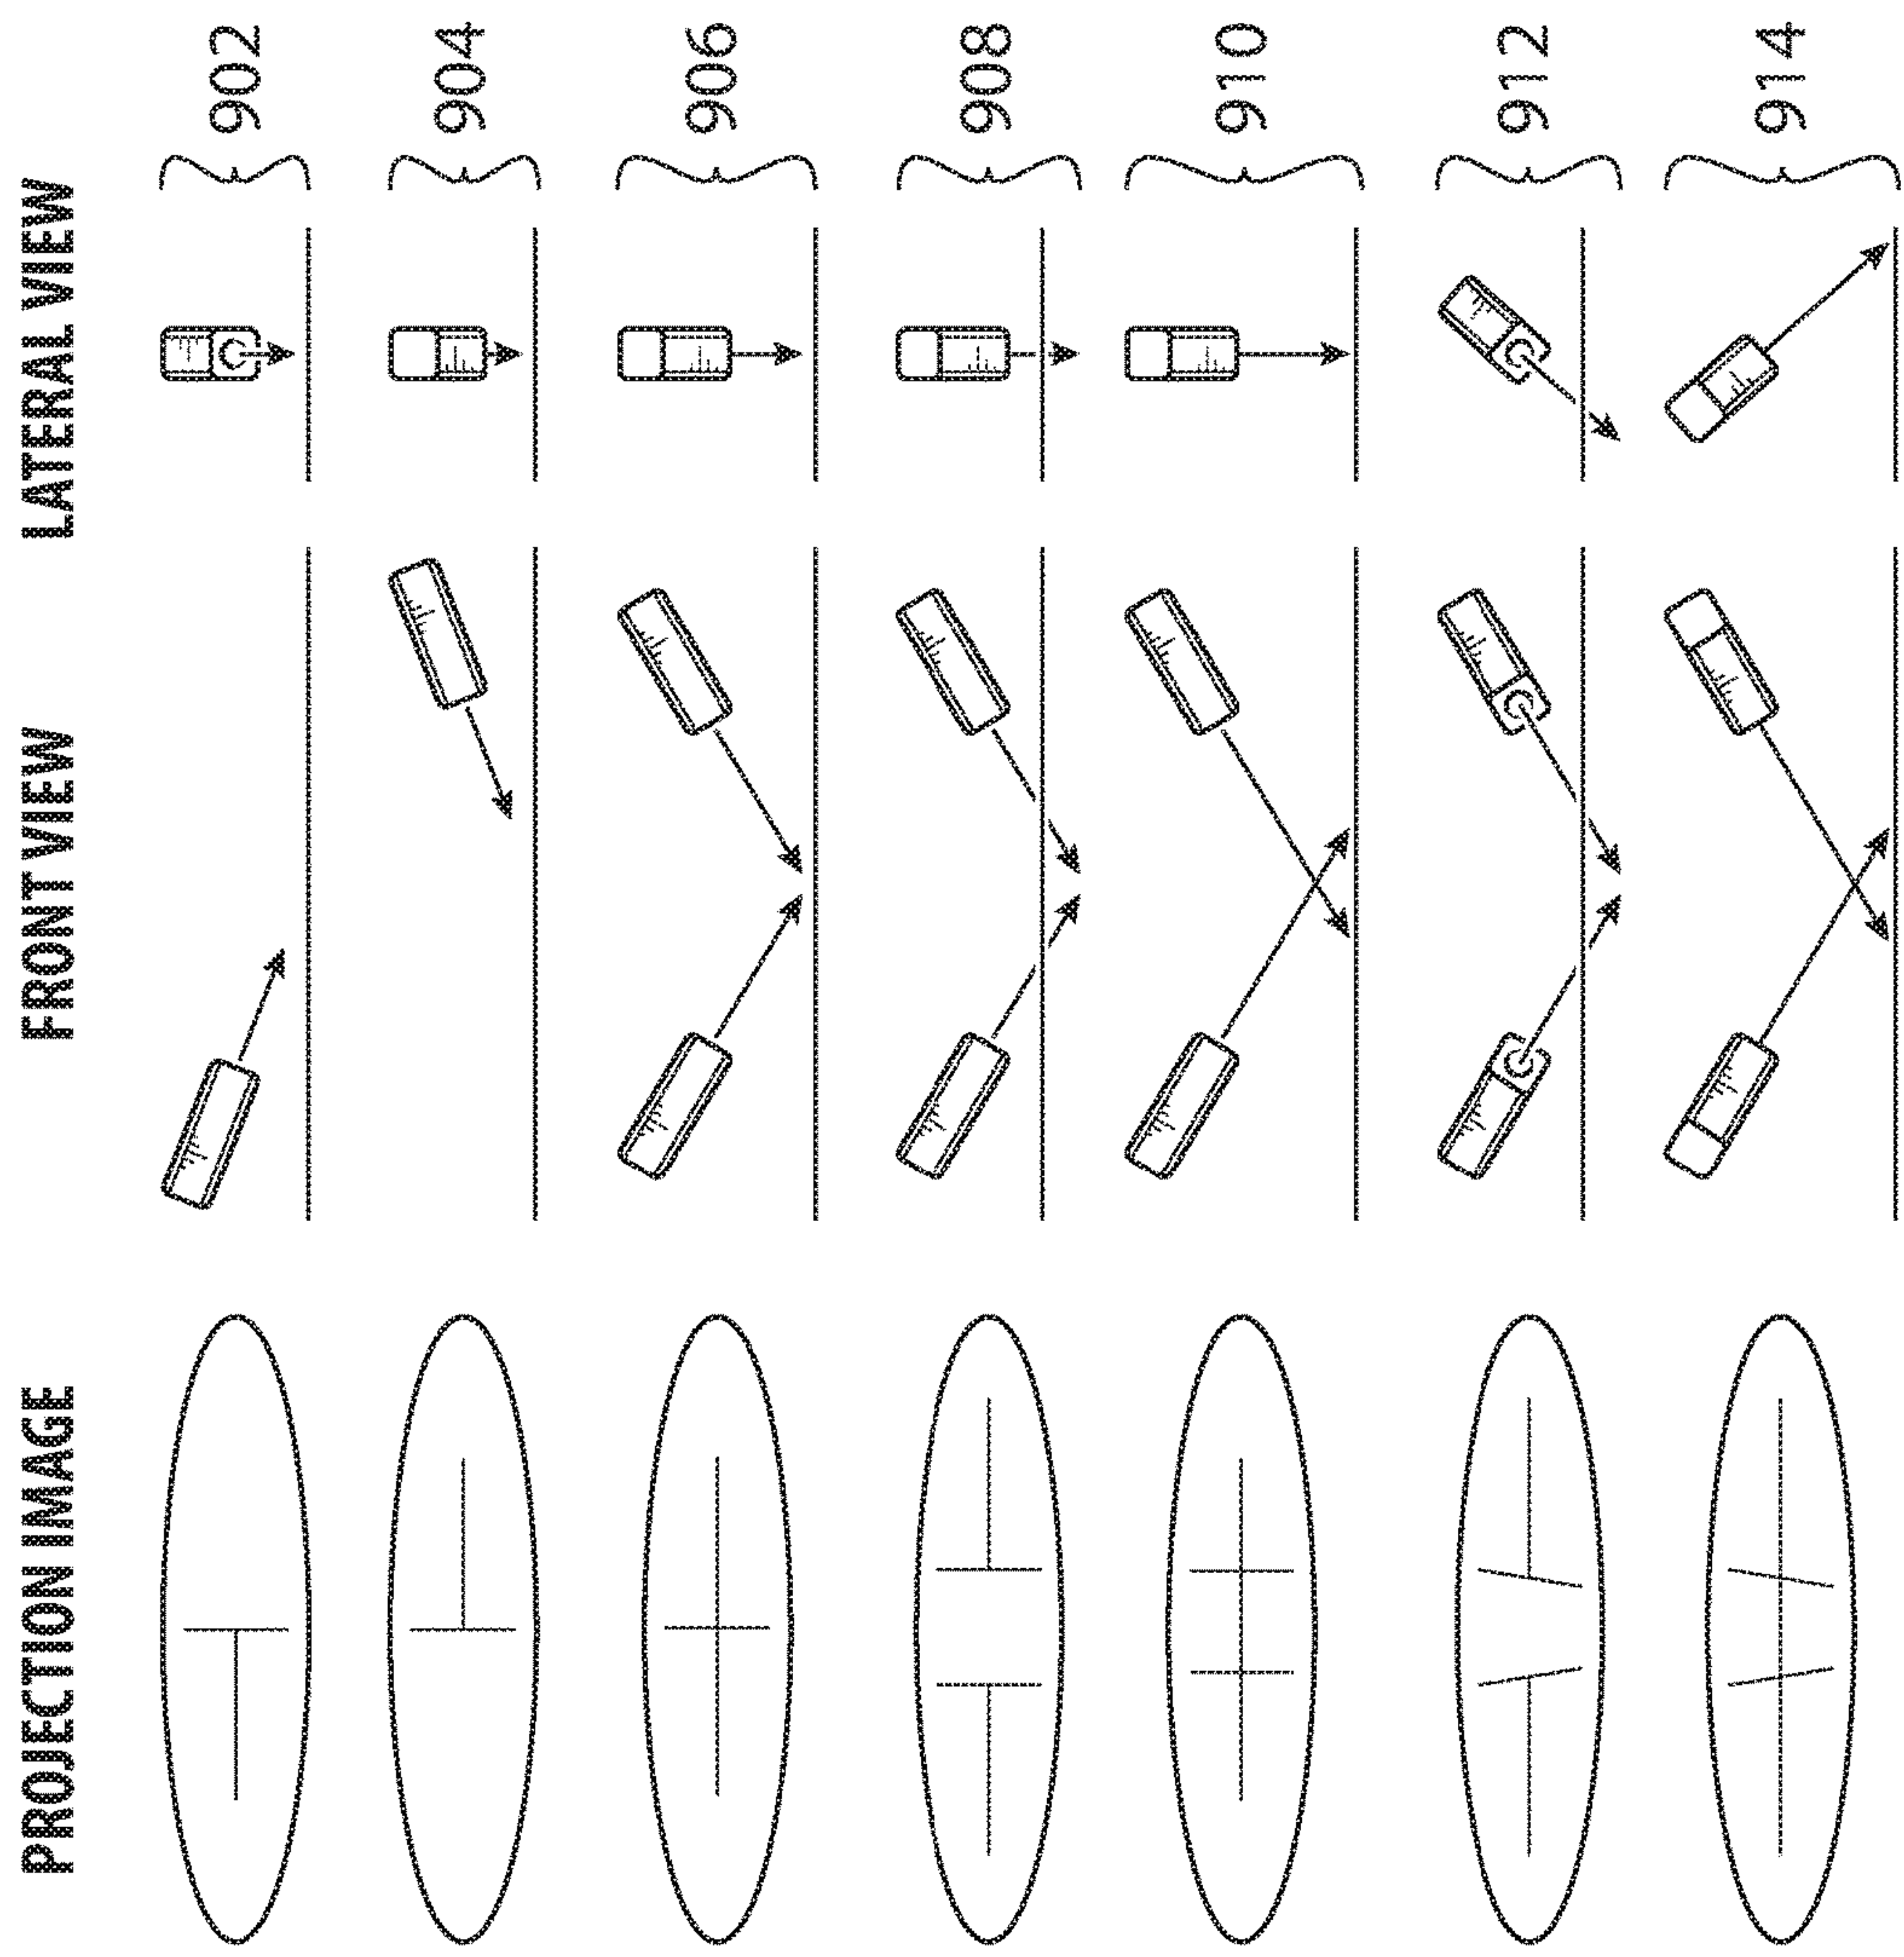 PROJECTION IMAGE
FRONT VIEW
LATERAL VIEW
902
904
906
908
910
912
914